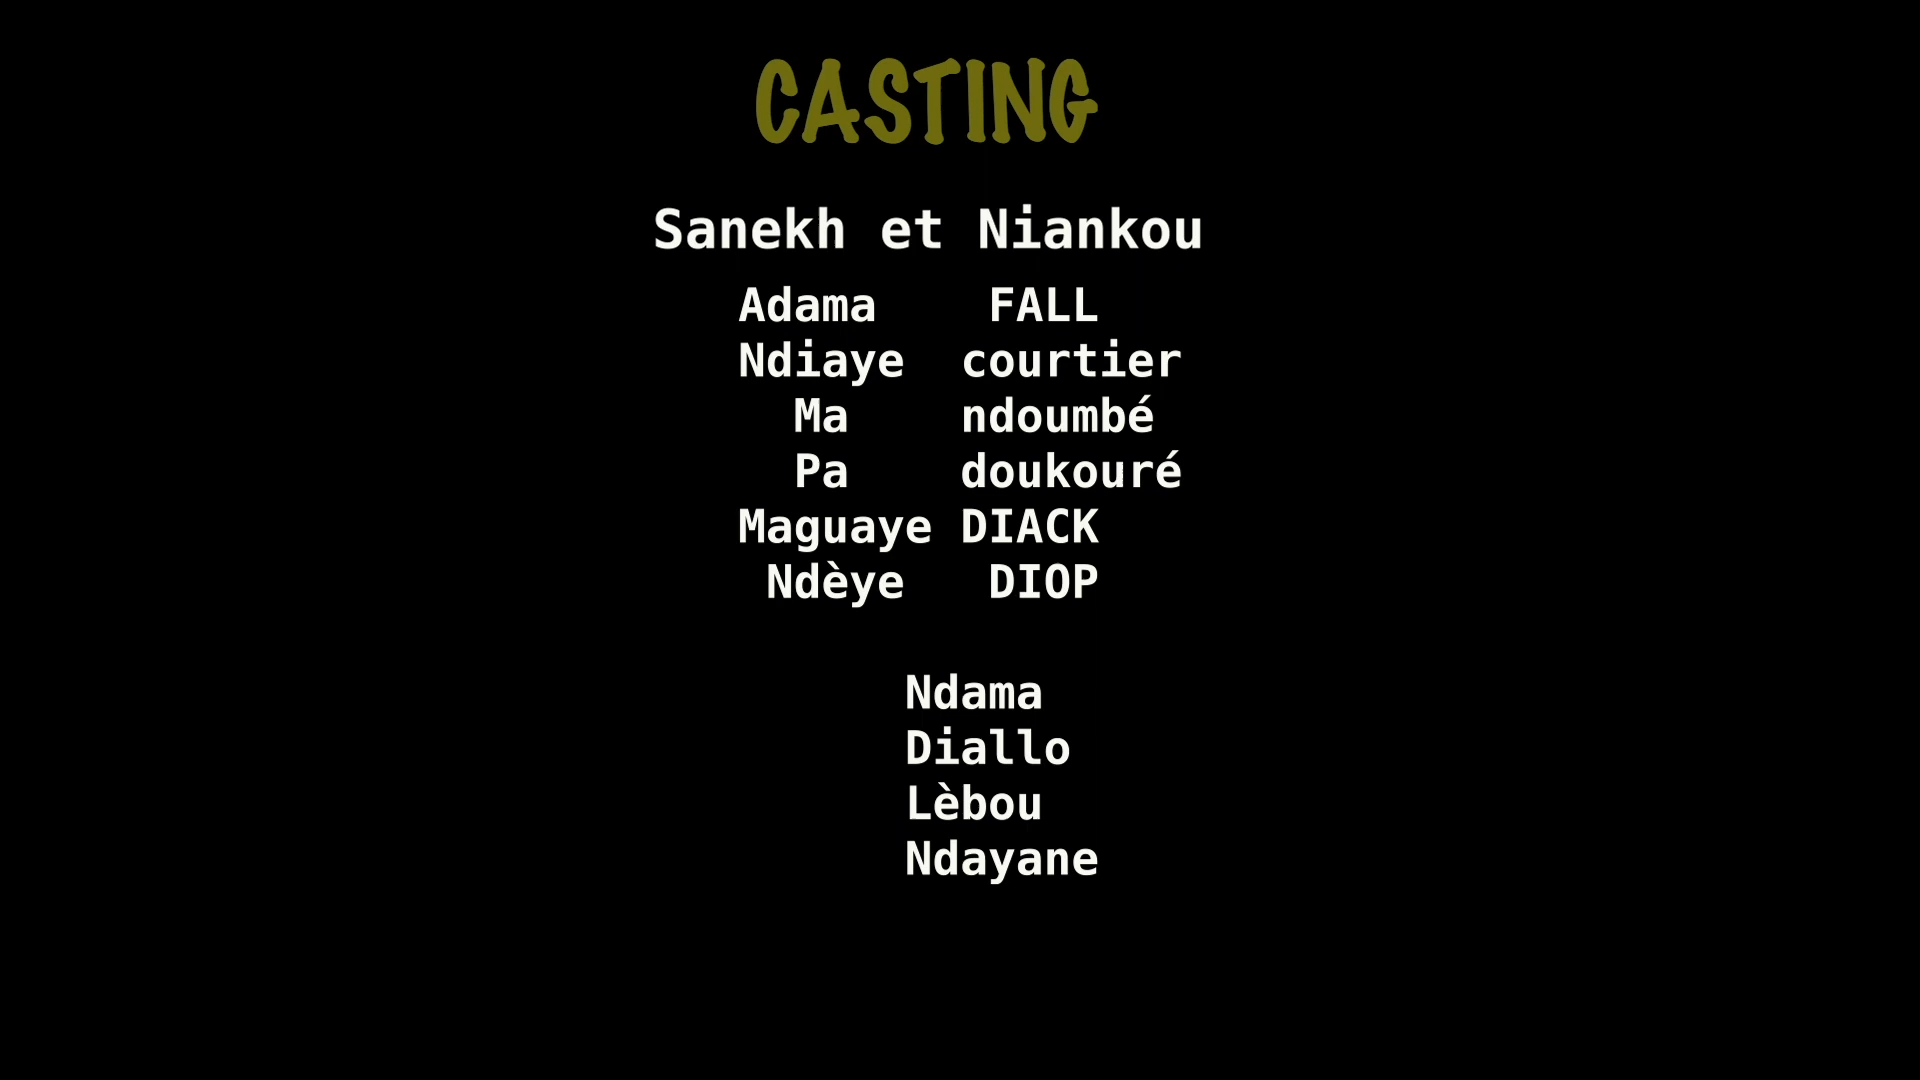 CASTING
Sanekh et Niankou
Adama FALL
Ndiaye courtier
Ma ndoumbé
Pa doukouré
Maguaye DIACK
Ndèye DIOP
Ndama
Diallo
Lèbou
Ndayane